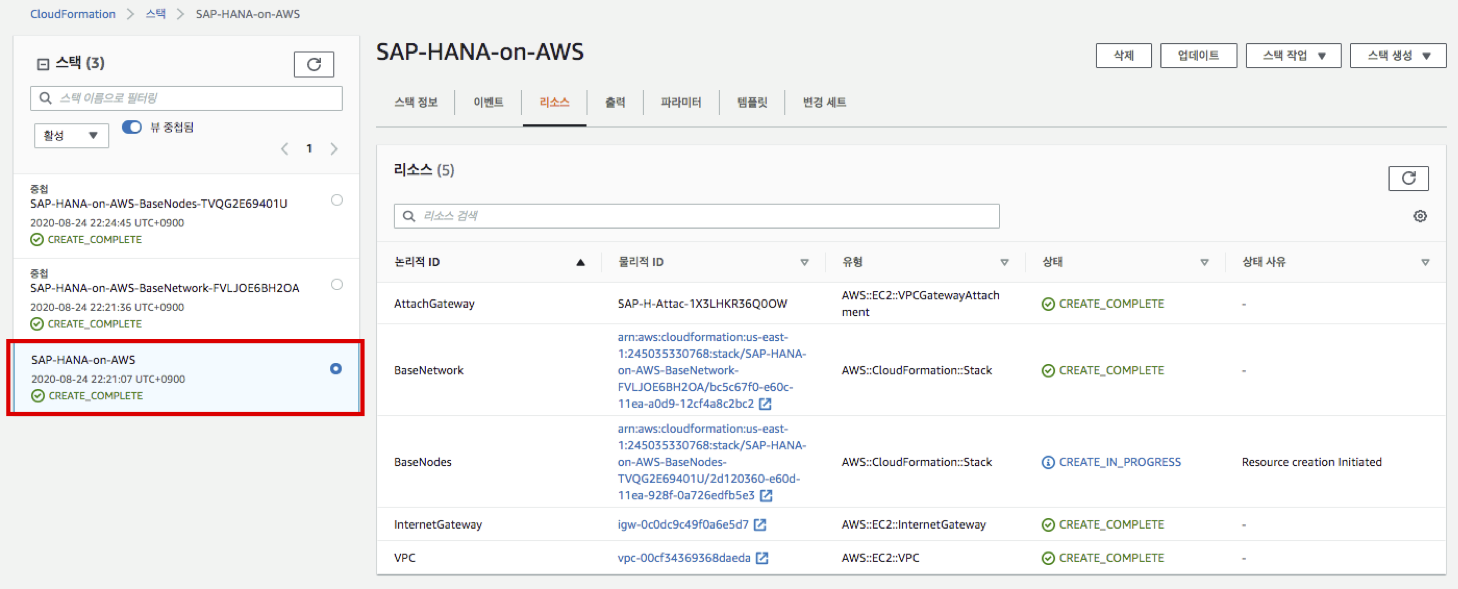 CloudFormation > 스택 > SAP-HANA-on-AWS
스택 (3)
스택 이름으로 필터링
활성
뷰 중첩됨
1
중첩
SAP-HANA-on-AWS-BaseNodes-TVQG2E69401U
2020-08-24 22:24:45 UTC+0900
CREATE_COMPLETE
중첩
SAP-HANA-on-AWS-BaseNetwork-FVLJOE6BH2OA
2020-08-24 22:21:36 UTC+0900
CREATE_COMPLETE
SAP-HANA-on-AWS
2020-08-24 22:21:07 UTC+0900
CREATE_COMPLETE
SAP-HANA-on-AWS
삭제 업데이트 스택 작업 스택 생성
스택 정보 이벤트 리소스 출력 파라미터 템플릿 변경 세트
리소스 (5)
리소스 검색
논리적 ID 물리적 ID 유형 상태 상태 사유
AttachGateway SAP-H-Attac-1X3LHKR36Q0OW AWS::EC2::VPCGatewayAttach
ment CREATE_COMPLETE -
arn:aws:cloudformation:us-east-
1:245035330768:stack/SAP-HANA-
BaseNetwork on-AWS-BaseNetwork- AWS::CloudFormation::Stack CREATE_COMPLETE -
FVLJOE6BH2OA/bc5c67f0-e60c-
11ea-a0d9-12cf4a8c2bc2
arn:aws:cloudformation:us-east-
1:245035330768:stack/SAP-HANA-
BaseNodes on-AWS-BaseNodes- AWS::CloudFormation::Stack CREATE_IN_PROGRESS Resource creation Initiated
TVQG2E69401U/2d120360-e60d-
11ea-928f-0a726edfb5e3
InternetGateway igw-0c0dc9c49f0a6e5d7 AWS::EC2::InternetGateway CREATE_COMPLETE -
VPC vpc-00cf34369368daeda AWS::EC2::VPC CREATE_COMPLETE -